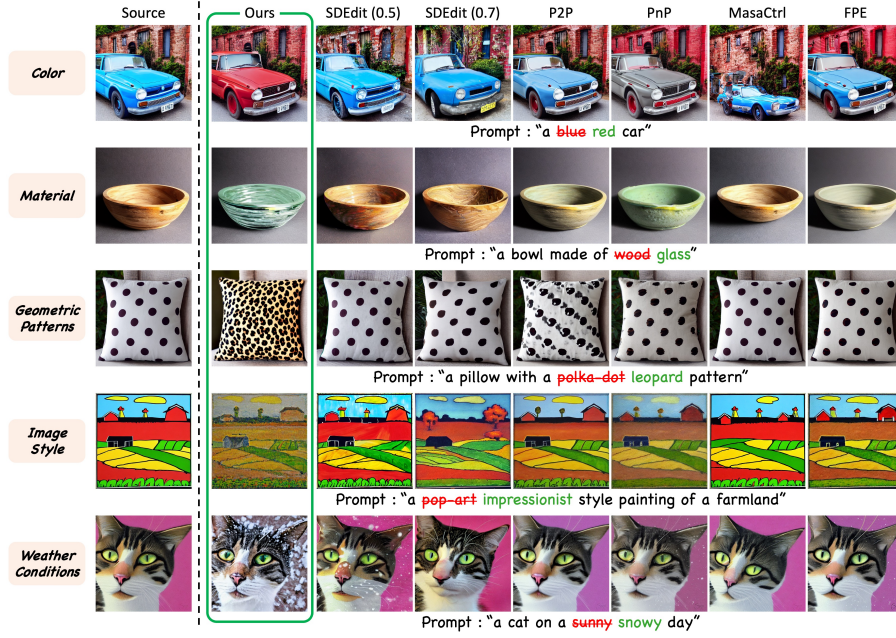 Source Ours SDEdit (0.5) SDEdit (0.7) P2P PnP MasaCtrl FPE
Color
Prompt : “a blue red car”
Material
Prompt : “a bowl made of wood glass”
Geometric
Patterns
Prompt : “a pillow with a polka-dot leopard pattern”
Image
Style
Prompt : “a pop-art impressionist style painting of a farmland”
Weather
Conditions
Prompt : “a cat on a sunny snowy day”